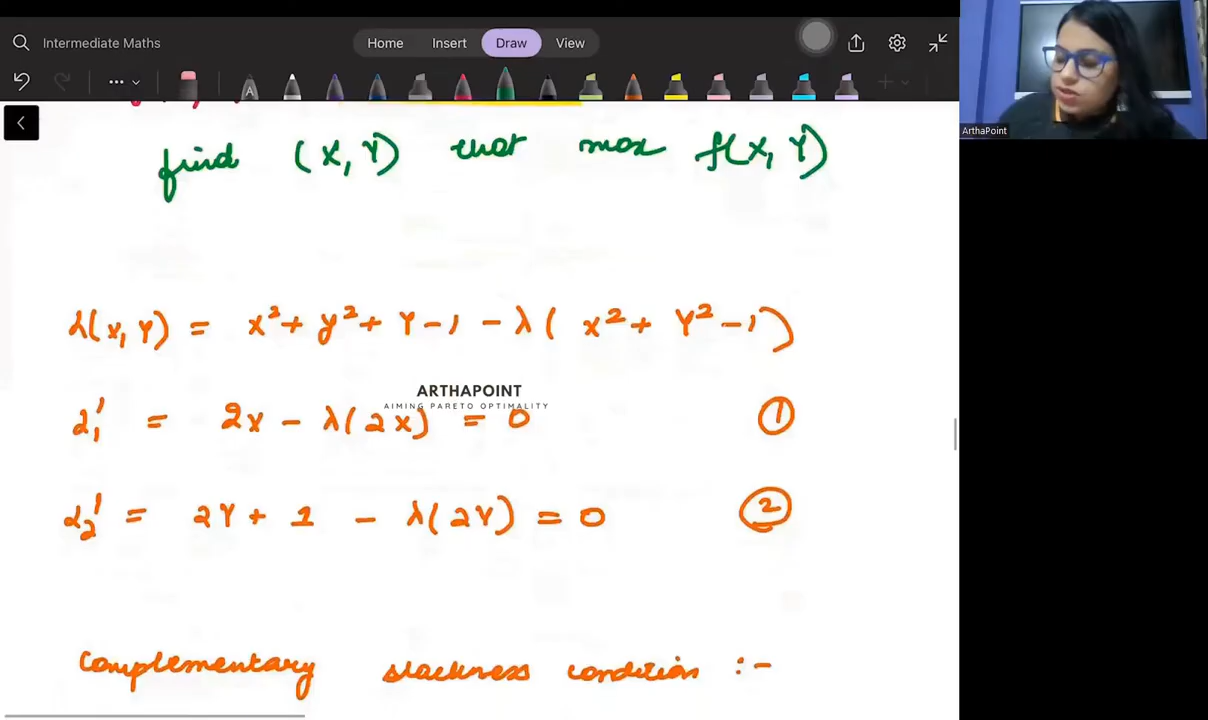 Intermediate Maths
Home Insert Draw View
ArthaPoint
find (X, Y) that max f(X, Y)
L(X, Y) = x² + y² + Y - 1 - λ( x² + Y² - 1)
ARTHAPOINT
AIMING PARETO OPTIMALITY
L₁' = 2x - λ(2x) = 0 ①
L₂' = 2Y + 1 - λ(2Y) = 0 ②
Complementary slackness condition :-